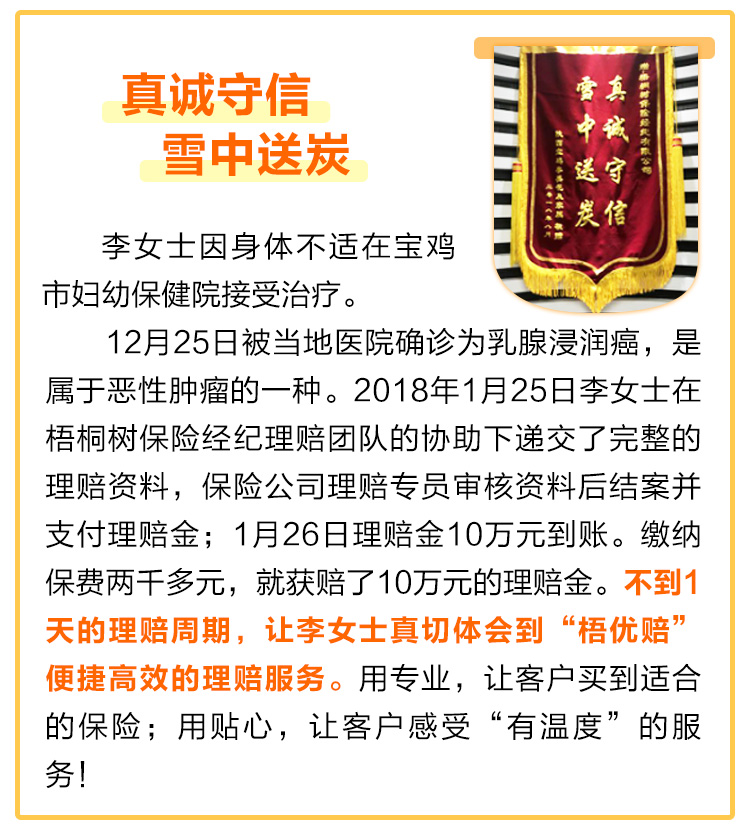 真诚守信
雪中送炭
真诚守信
雪中送炭
李女士因身体不适在宝鸡
市妇幼保健院接受治疗。
12月25日被当地医院确诊为乳腺浸润癌，是
属于恶性肿瘤的一种。2018年1月25日李女士在
梧桐树保险经纪理赔团队的协助下递交了完整的
理赔资料，保险公司理赔专员审核资料后结案并
支付理赔金；1月26日理赔金10万元到账。缴纳
保费两千多元，就获赔了10万元的理赔金。不到1
天的理赔周期，让李女士真切体会到“梧优赔”
便捷高效的理赔服务。用专业，让客户买到适合
的保险；用贴心，让客户感受“有温度”的服
务！